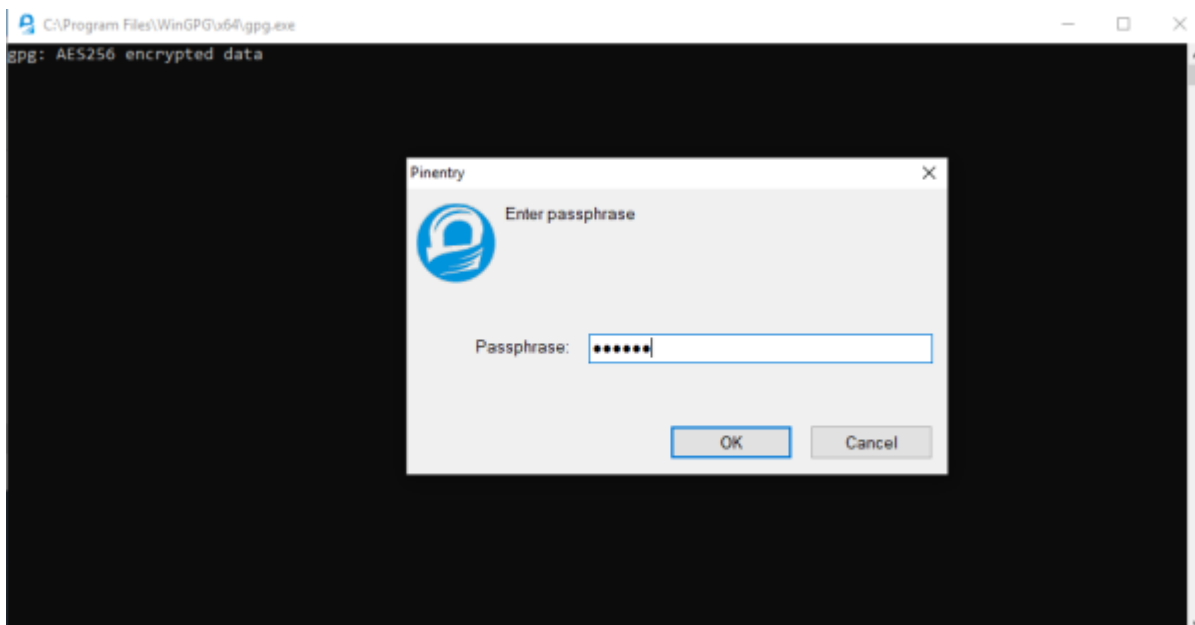 C:\Program Files\WinGPG\x64\gpg.exe
gpg: AES256 encrypted data
Pinentry
Enter passphrase
Passphrase: ••••••
OK
Cancel